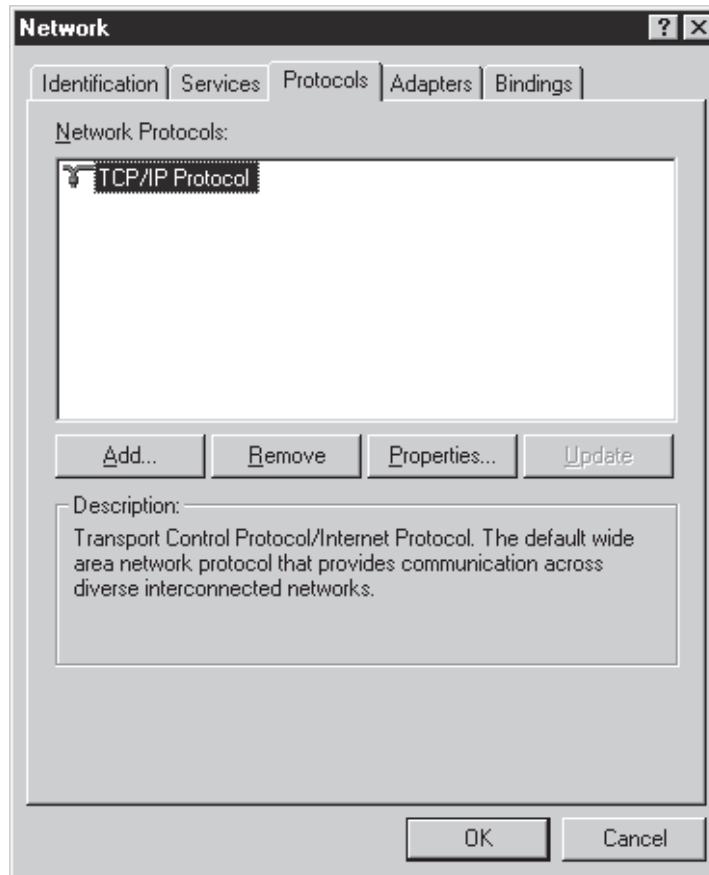 Network
Identification Services Protocols Adapters Bindings
Network Protocols:
TCP/IP Protocol
Add... Remove Properties... Update
Description:
Transport Control Protocol/Internet Protocol. The default wide
area network protocol that provides communication across
diverse interconnected networks.
OK Cancel